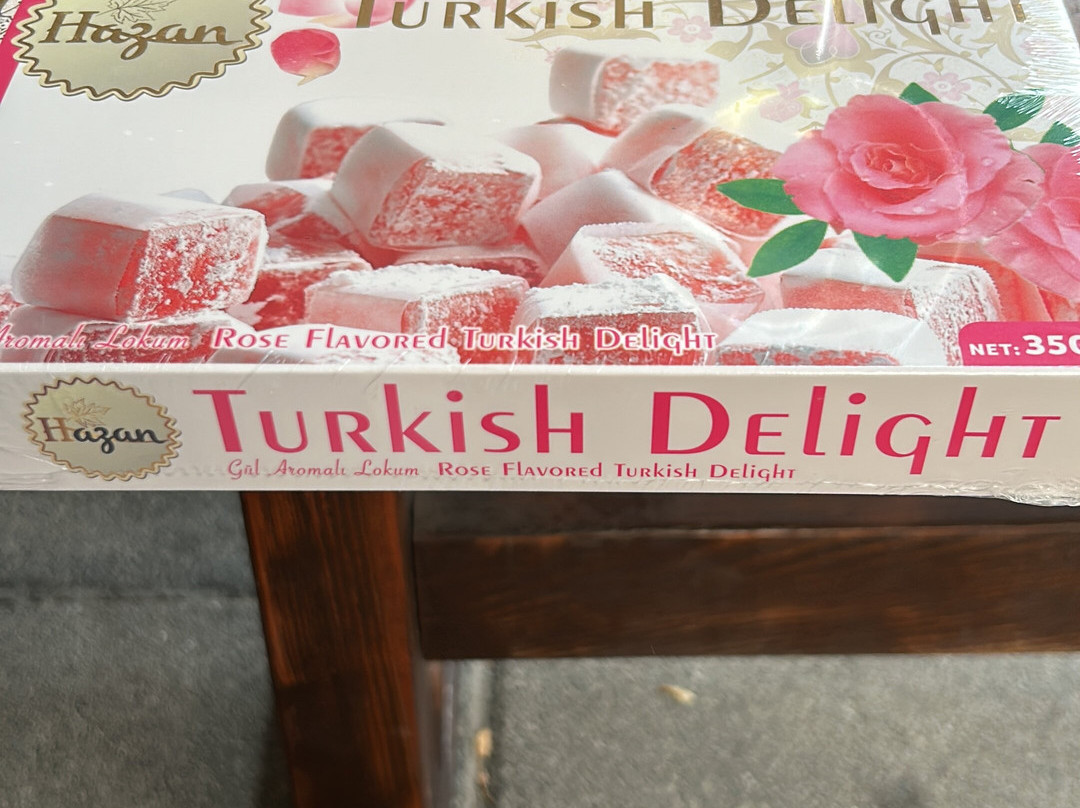 Hazan
TURKISH DELIGHT
Aromalı Lokum ROSE FLAVORED TURKISH DELIGHT
NET: 350
Hazan
TURKISH DELIGHT
Gül Aromalı Lokum ROSE FLAVORED TURKISH DELIGHT